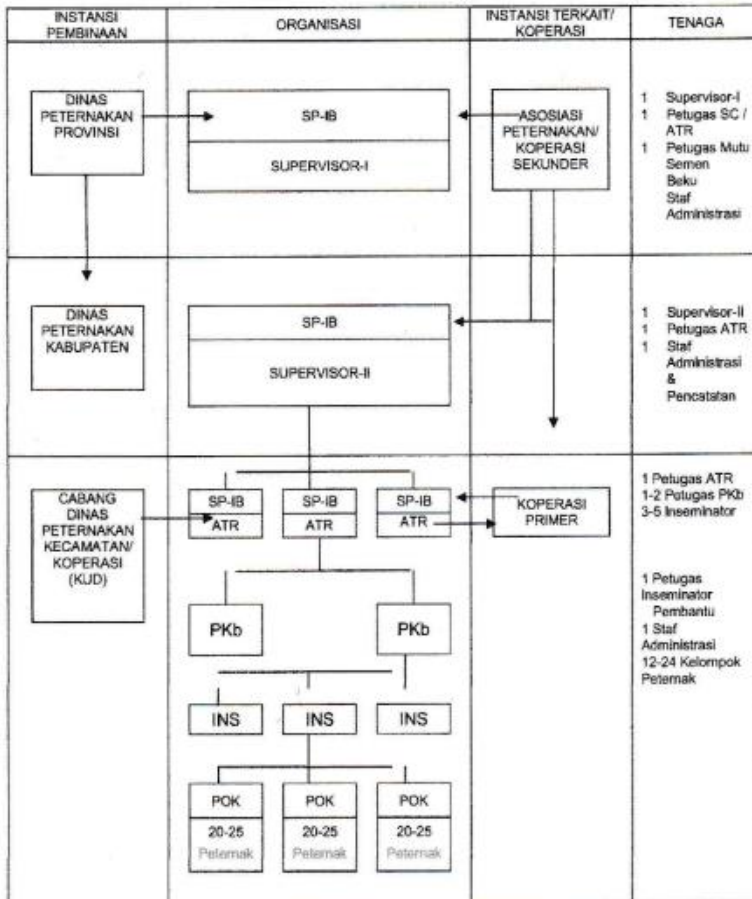 INSTANSI
PEMBINAAN
ORGANISASI
INSTANSI TERKAIT/
KOPERASI
TENAGA
DINAS
PETERNAKAN
PROVINSI
SP-IB
SUPERVISOR-I
ASOSIASI
PETERNAKAN/
KOPERASI
SEKUNDER
1 Supervisor-I
1 Petugas SC /
ATR
1 Petugas Mutu
Semen
Beku
Staf
Administrasi
DINAS
PETERNAKAN
KABUPATEN
SP-IB
SUPERVISOR-II
1 Supervisor-II
1 Petugas ATR
1 Staf
Administrasi
&
Pencatatan
CABANG
DINAS
PETERNAKAN
KECAMATAN/
KOPERASI
(KUD)
SP-IB SP-IB SP-IB
ATR ATR ATR
KOPERASI
PRIMER
1 Petugas ATR
1-2 Petugas PKb
3-5 Inseminator
PKb PKb
1 Petugas
Inseminator
Pembantu
1 Staf
Administrasi
12-24 Kelompok
Peternak
INS INS INS
POK POK POK
20-25 20-25 20-25
Peternak Peternak Peternak